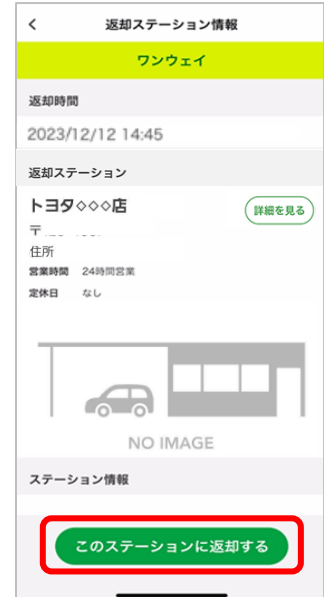 返却ステーション情報
ワンウェイ
返却時間
2023/12/12 14:45
返却ステーション
トヨタ◇◇◇店
詳細を見る
〒
住所
営業時間 24時間営業
定休日 なし
NO IMAGE
ステーション情報
このステーションに返却する